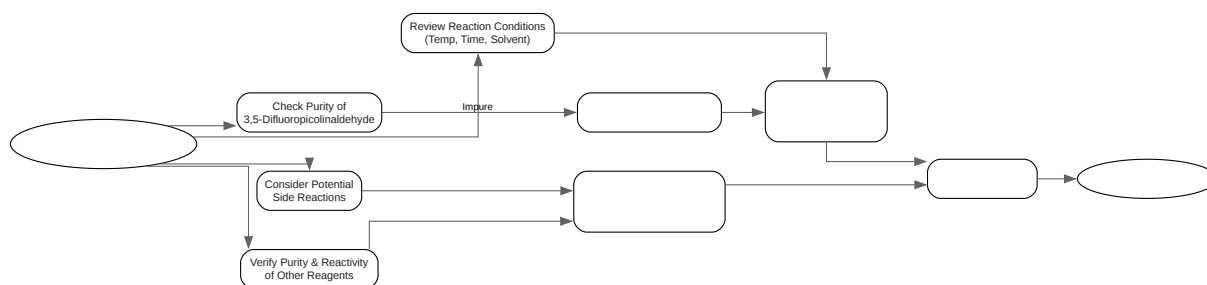 Review Reaction Conditions
(Temp, Time, Solvent)
Check Purity of
3,5-Difluoropicolinaldehyde
Impure
Consider Potential
Side Reactions
Verify Purity & Reactivity
of Other Reagents